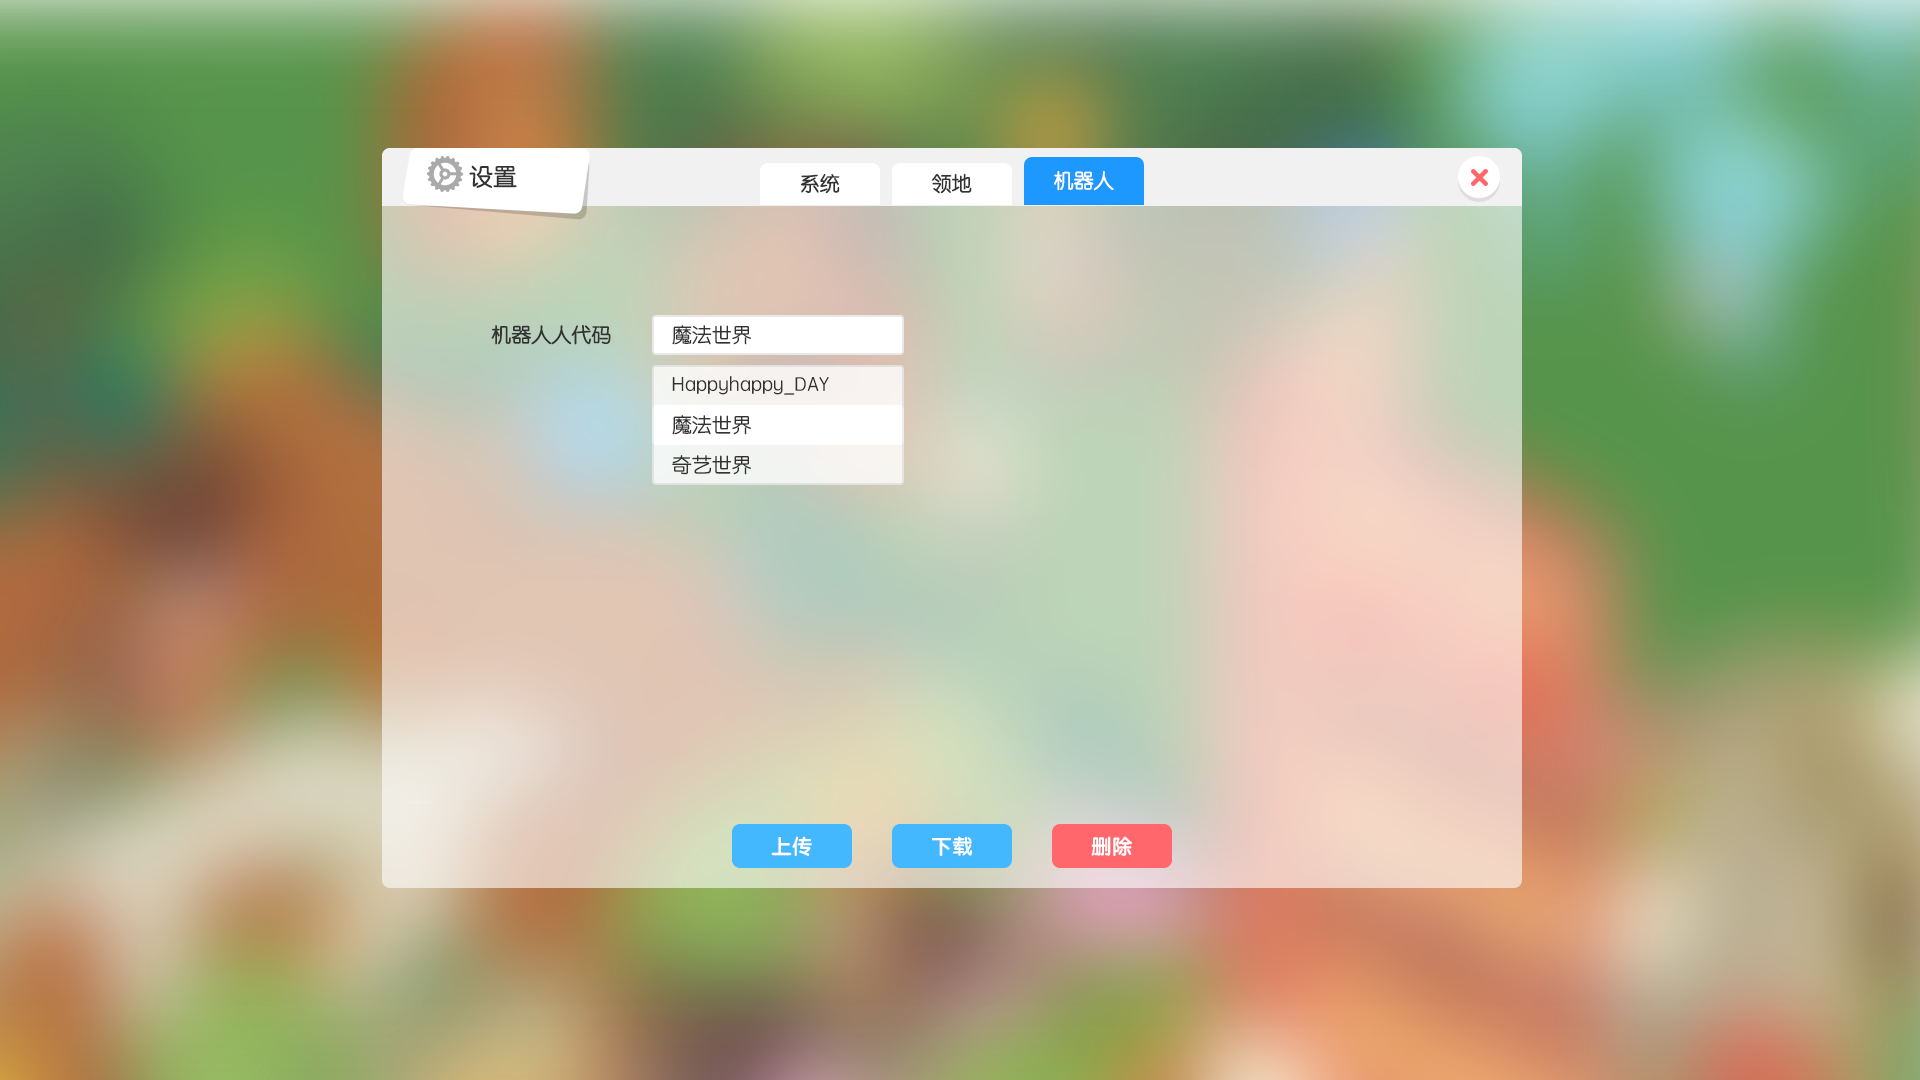 设置
系统
领地
机器人
机器人人代码
魔法世界
Happyhappy_DAY
魔法世界
奇艺世界
上传
下载
删除